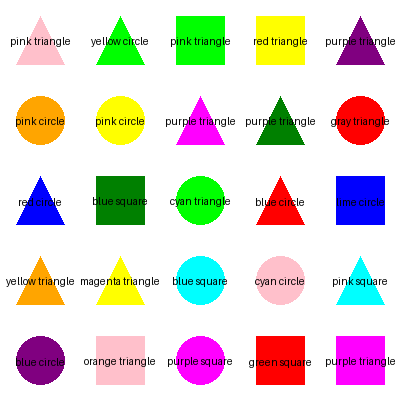 pink triangle
yellow circle
pink triangle
red triangle
purple triangle
pink circle
pink circle
purple triangle
purple triangle
gray triangle
red circle
blue square
cyan triangle
blue circle
lime circle
yellow triangle
magenta triangle
blue square
cyan circle
pink square
blue circle
orange triangle
purple square
green square
purple triangle